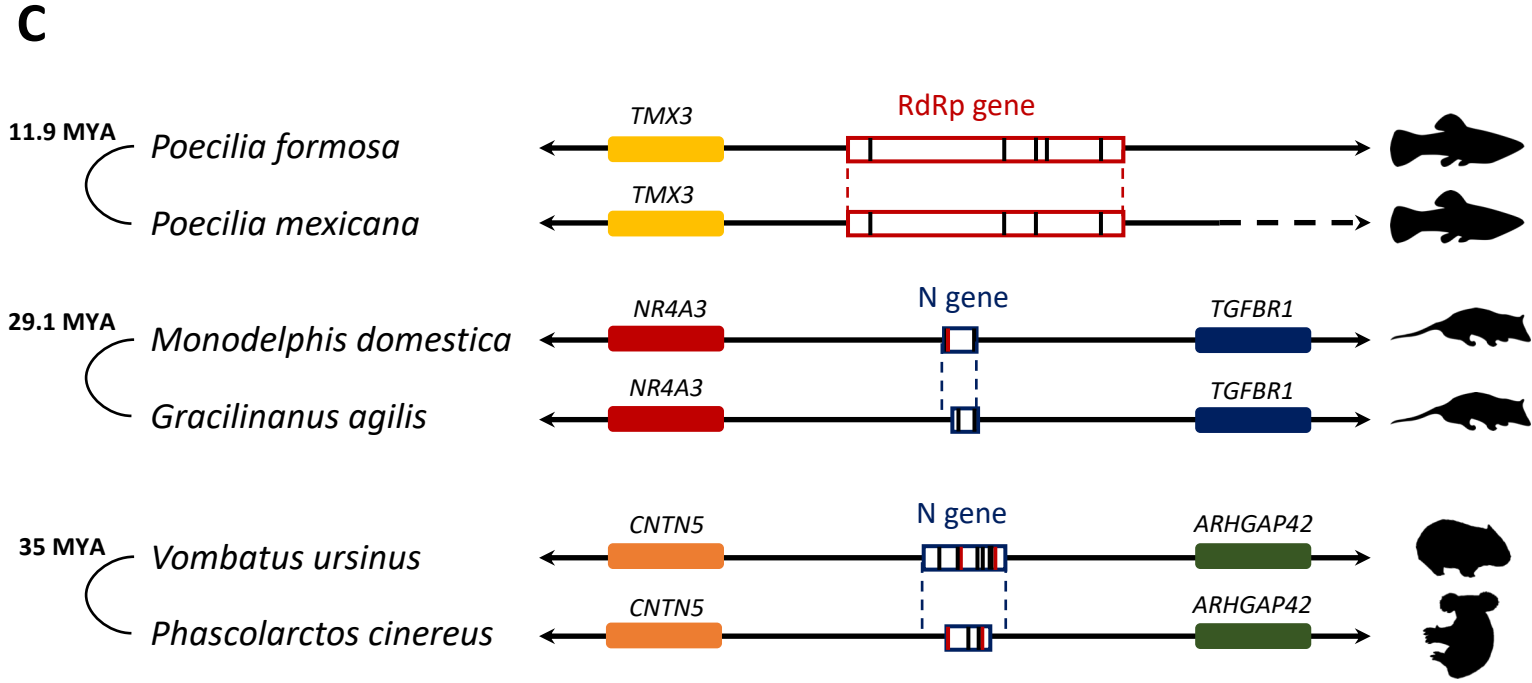 C
RdRp gene
TMX3
11.9 MYA
Poecilia formosa
TMX3
Poecilia mexicana
N gene
NR4A3
TGFBR1
29.1 MYA
Monodelphis domestica
NR4A3
TGFBR1
Gracilinanus agilis
N gene
CNTN5
ARHGAP42
35 MYA
Vombatus ursinus
CNTN5
ARHGAP42
Phascolarctos cinereus